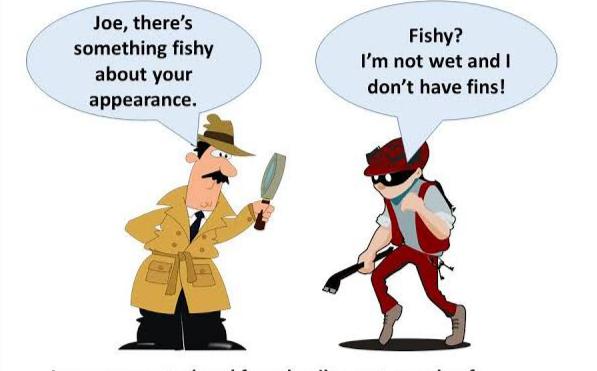 Joe, there's
something fishy
about your
appearance.
Fishy?
I'm not wet and I
don't have fins!